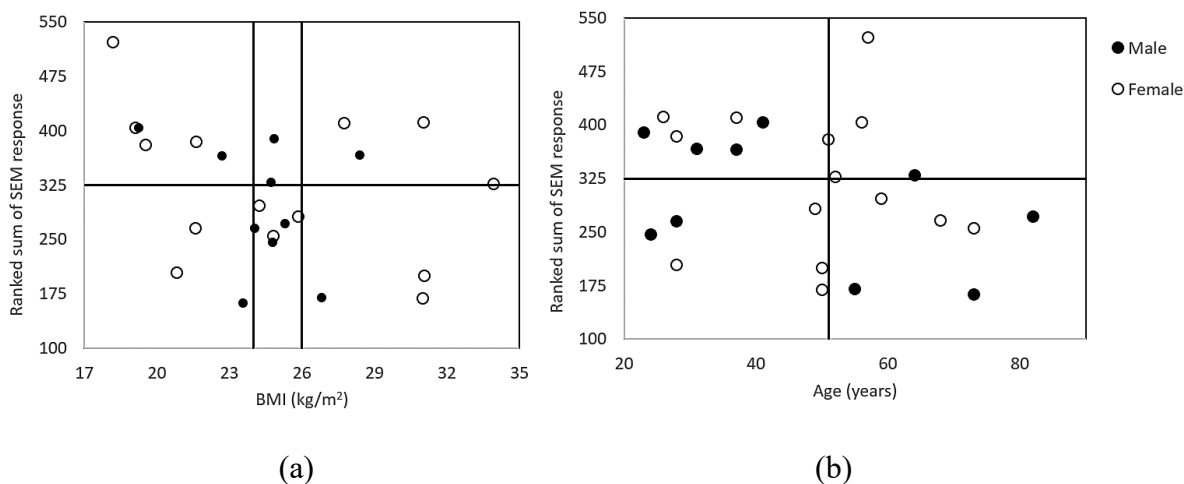 550
475
400
325
250
175
100
Ranked sum of SEM response
17 20 23 26 29 32 35
BMI (kg/m²)
(a)
550
475
400
325
250
175
100
Ranked sum of SEM response
20 40 60 80
Age (years)
(b)
Male
Female